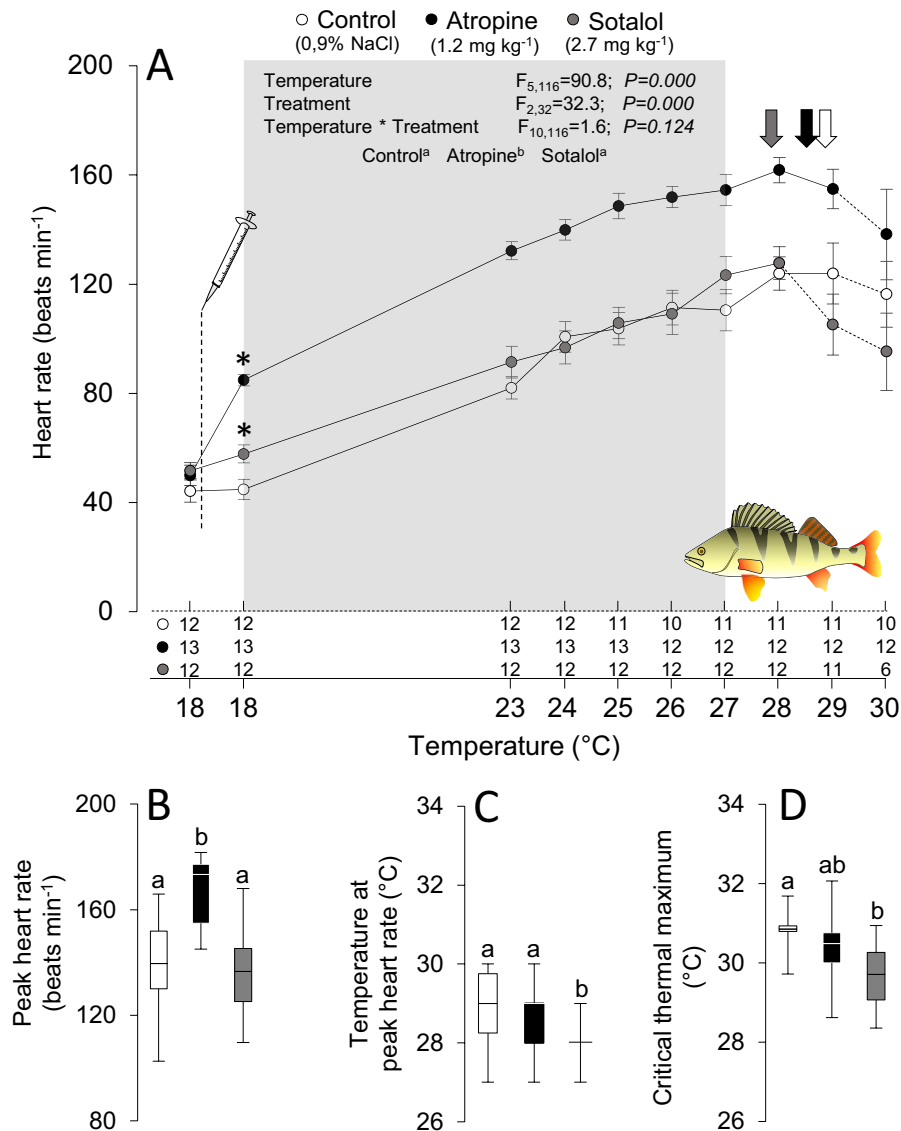 Control Atropine Sotalol
(0,9% NaCl) (1.2 mg kg⁻¹) (2.7 mg kg⁻¹)
A
Temperature F5,116=90.8; P=0.000
Treatment F2,32=32.3; P=0.000
Temperature * Treatment F10,116=1.6; P=0.124
Controlᵃ Atropineᵇ Sotalolᵃ
Heart rate (beats min⁻¹)
200
160
120
80
40
0
*
*
12 12 12 12 11 10 11 11 11 10
13 13 13 13 13 12 12 12 12 12
12 12 12 12 12 12 12 12 11 6
18 18 23 24 25 26 27 28 29 30
Temperature (°C)
B
Peak heart rate
(beats min⁻¹)
200
160
120
80
a b a
C
Temperature at
peak heart rate (°C)
34
32
30
28
26
a a b
D
Critical thermal maximum
(°C)
34
32
30
28
26
a ab b